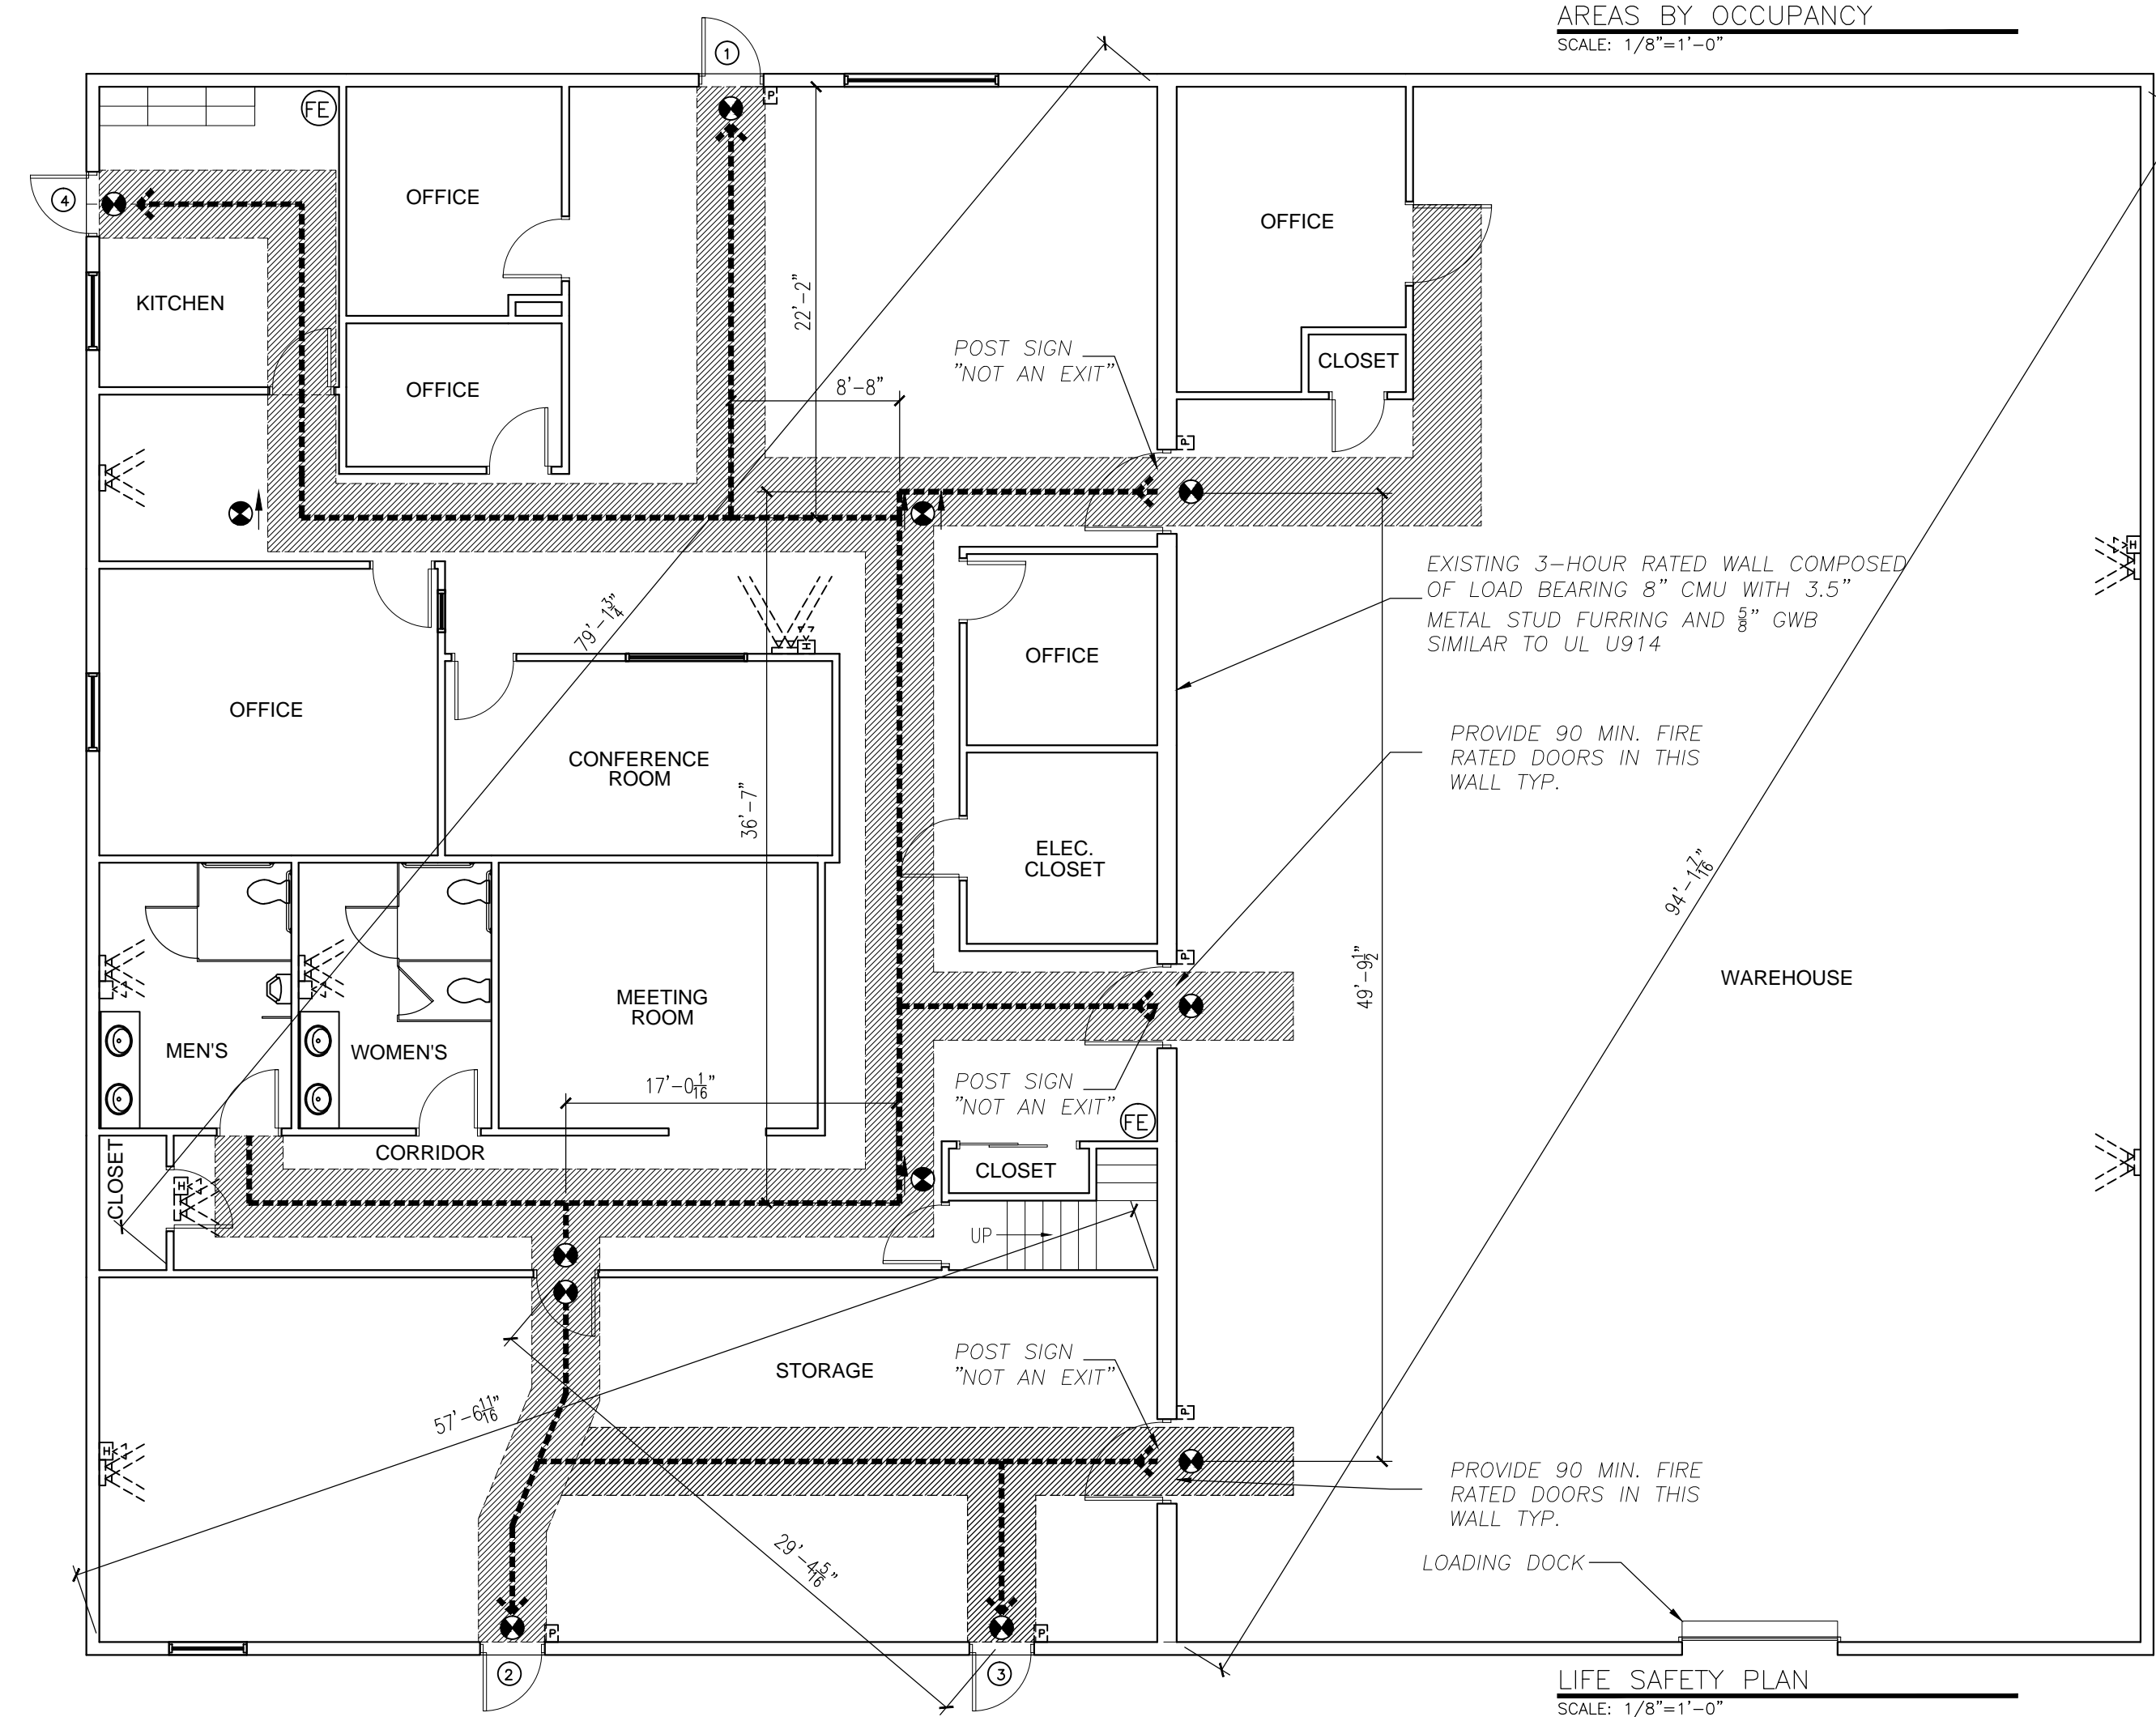 AREAS BY OCCUPANCY
SCALE: 1/8"=1'-0"
1
P
FE
4
OFFICE
OFFICE
KITCHEN
22'-2"
POST SIGN
"NOT AN EXIT"
CLOSET
OFFICE
8'-8"
P
EXISTING 3-HOUR RATED WALL COMPOSED
OF LOAD BEARING 8" CMU WITH 3.5"
METAL STUD FURRING AND 5/8" GWB
SIMILAR TO UL U914
H
79'-1 3/4"
H
OFFICE
OFFICE
PROVIDE 90 MIN. FIRE
RATED DOORS IN THIS
WALL TYP.
CONFERENCE
ROOM
36'-7"
ELEC.
CLOSET
94'-1 7/16"
P
49'-9 1/2"
WAREHOUSE
MEETING
ROOM
MEN'S
WOMEN'S
17'-0 1/16"
POST SIGN
"NOT AN EXIT"
FE
CORRIDOR
CLOSET
CLOSET
H
UP
POST SIGN
"NOT AN EXIT"
STORAGE
57'-6 11/16"
P
H
PROVIDE 90 MIN. FIRE
RATED DOORS IN THIS
WALL TYP.
29'-4 5/16"
LOADING DOCK
P
P
2
3
LIFE SAFETY PLAN
SCALE: 1/8"=1'-0"